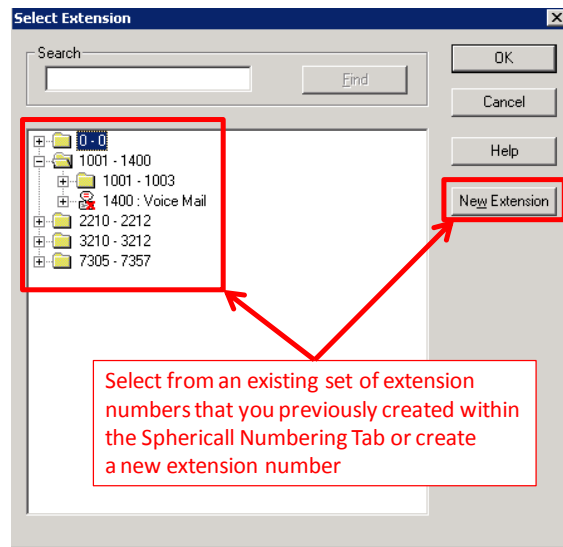 Select Extension
Search
Find
OK
Cancel
Help
New Extension
0 - 0
1001 - 1400
1001 - 1003
1400 : Voice Mail
2210 - 2212
3210 - 3212
7305 - 7357
Select from an existing set of extension
numbers that you previously created within
the Sphericall Numbering Tab or create
a new extension number